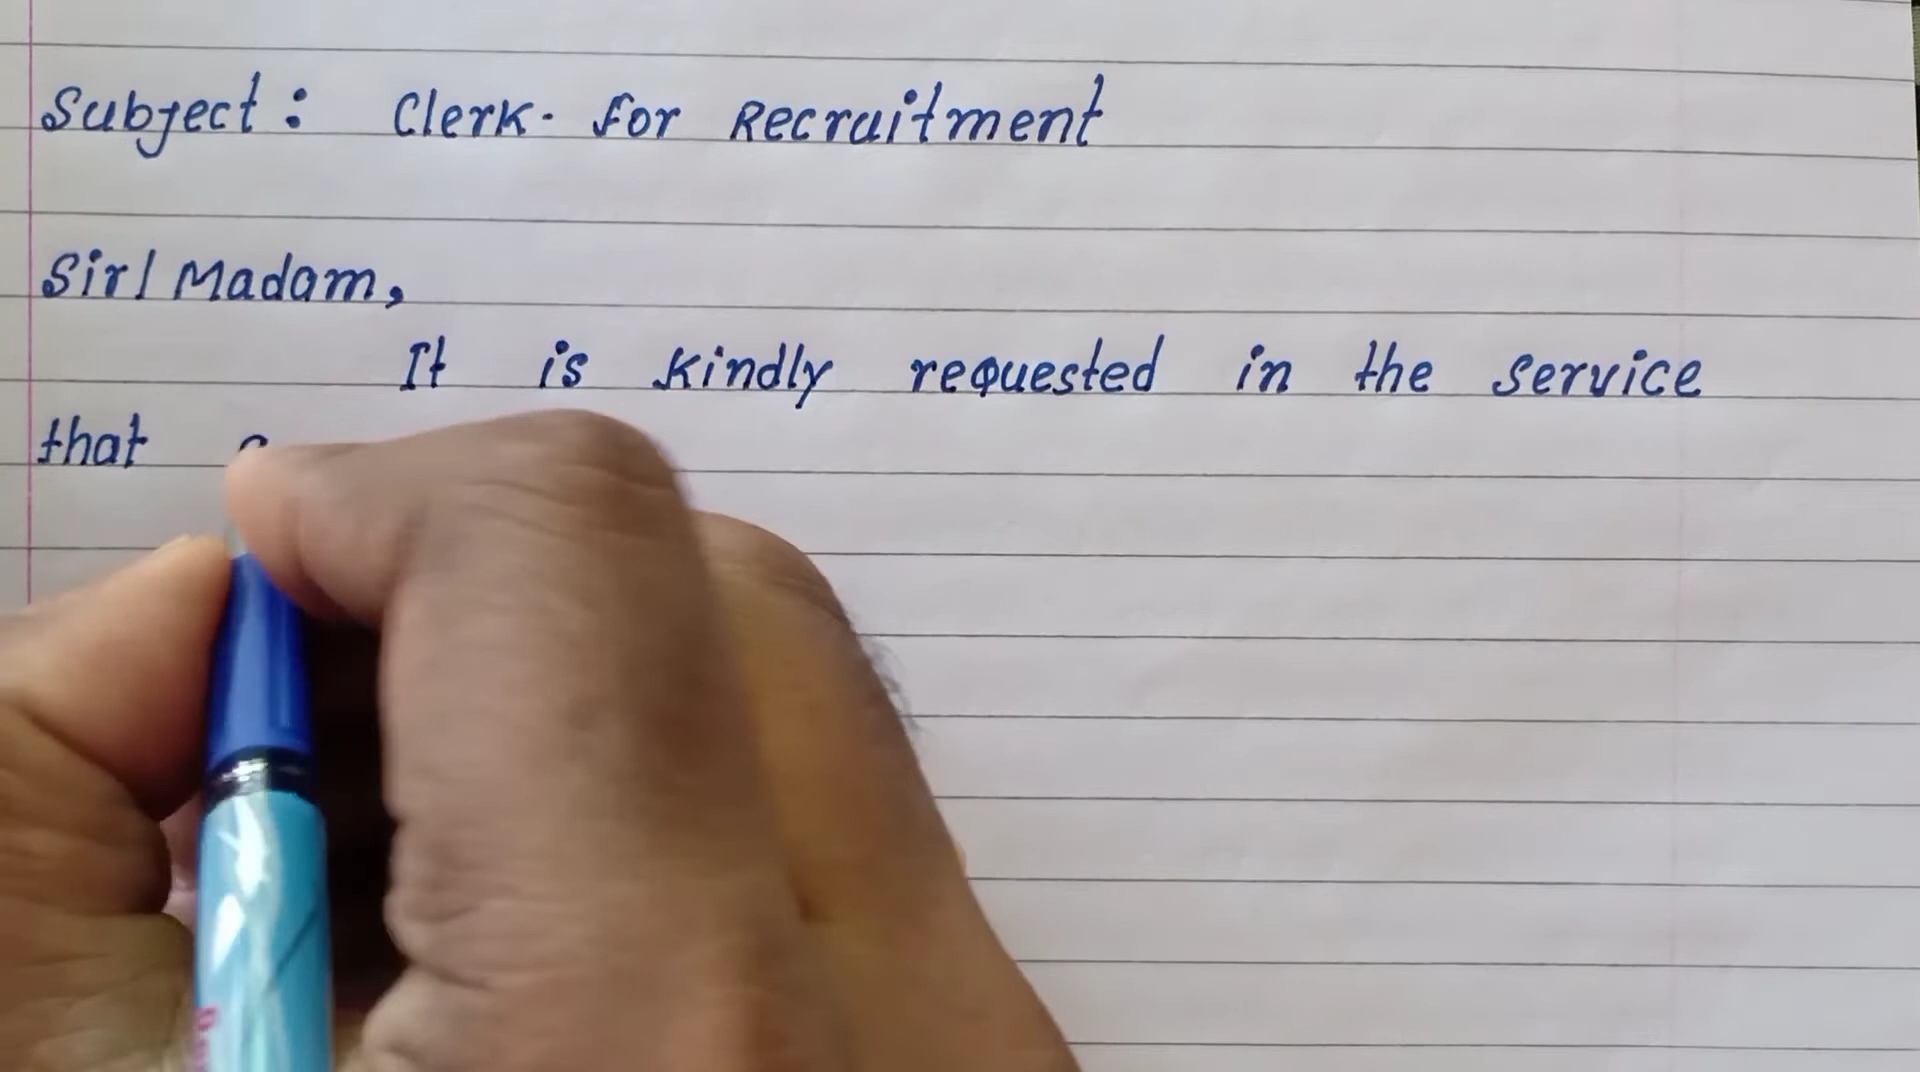 Subject: Clerk. for Recruitment
Sir/Madam,
It is kindly requested in the service
that